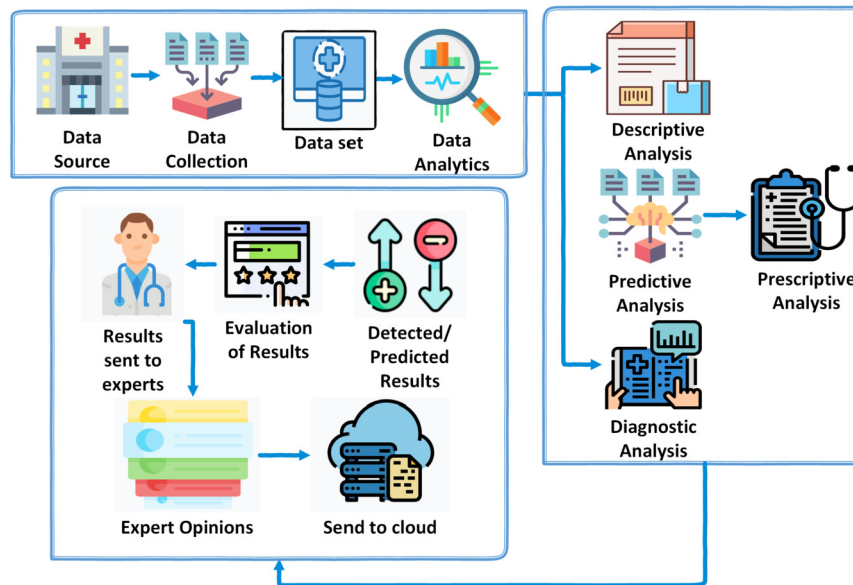 Data
Source
Data
Collection
Data set
Data
Analytics
Descriptive
Analysis
Predictive
Analysis
Prescriptive
Analysis
Diagnostic
Analysis
Detected/
Predicted
Results
Evaluation
of Results
Results
sent to
experts
Expert Opinions
Send to cloud